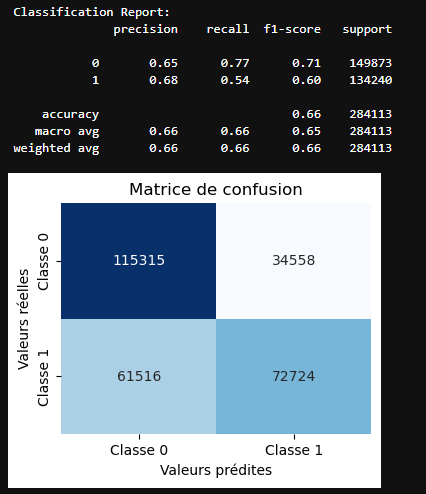 Classification Report:
precision recall f1-score support
0 0.65 0.77 0.71 149873
1 0.68 0.54 0.60 134240
accuracy 0.66 284113
macro avg 0.66 0.66 0.65 284113
weighted avg 0.66 0.66 0.66 284113
Matrice de confusion
Valeurs réelles
Classe 0
115315 34558
Classe 1
61516 72724
Classe 0 Classe 1
Valeurs prédites